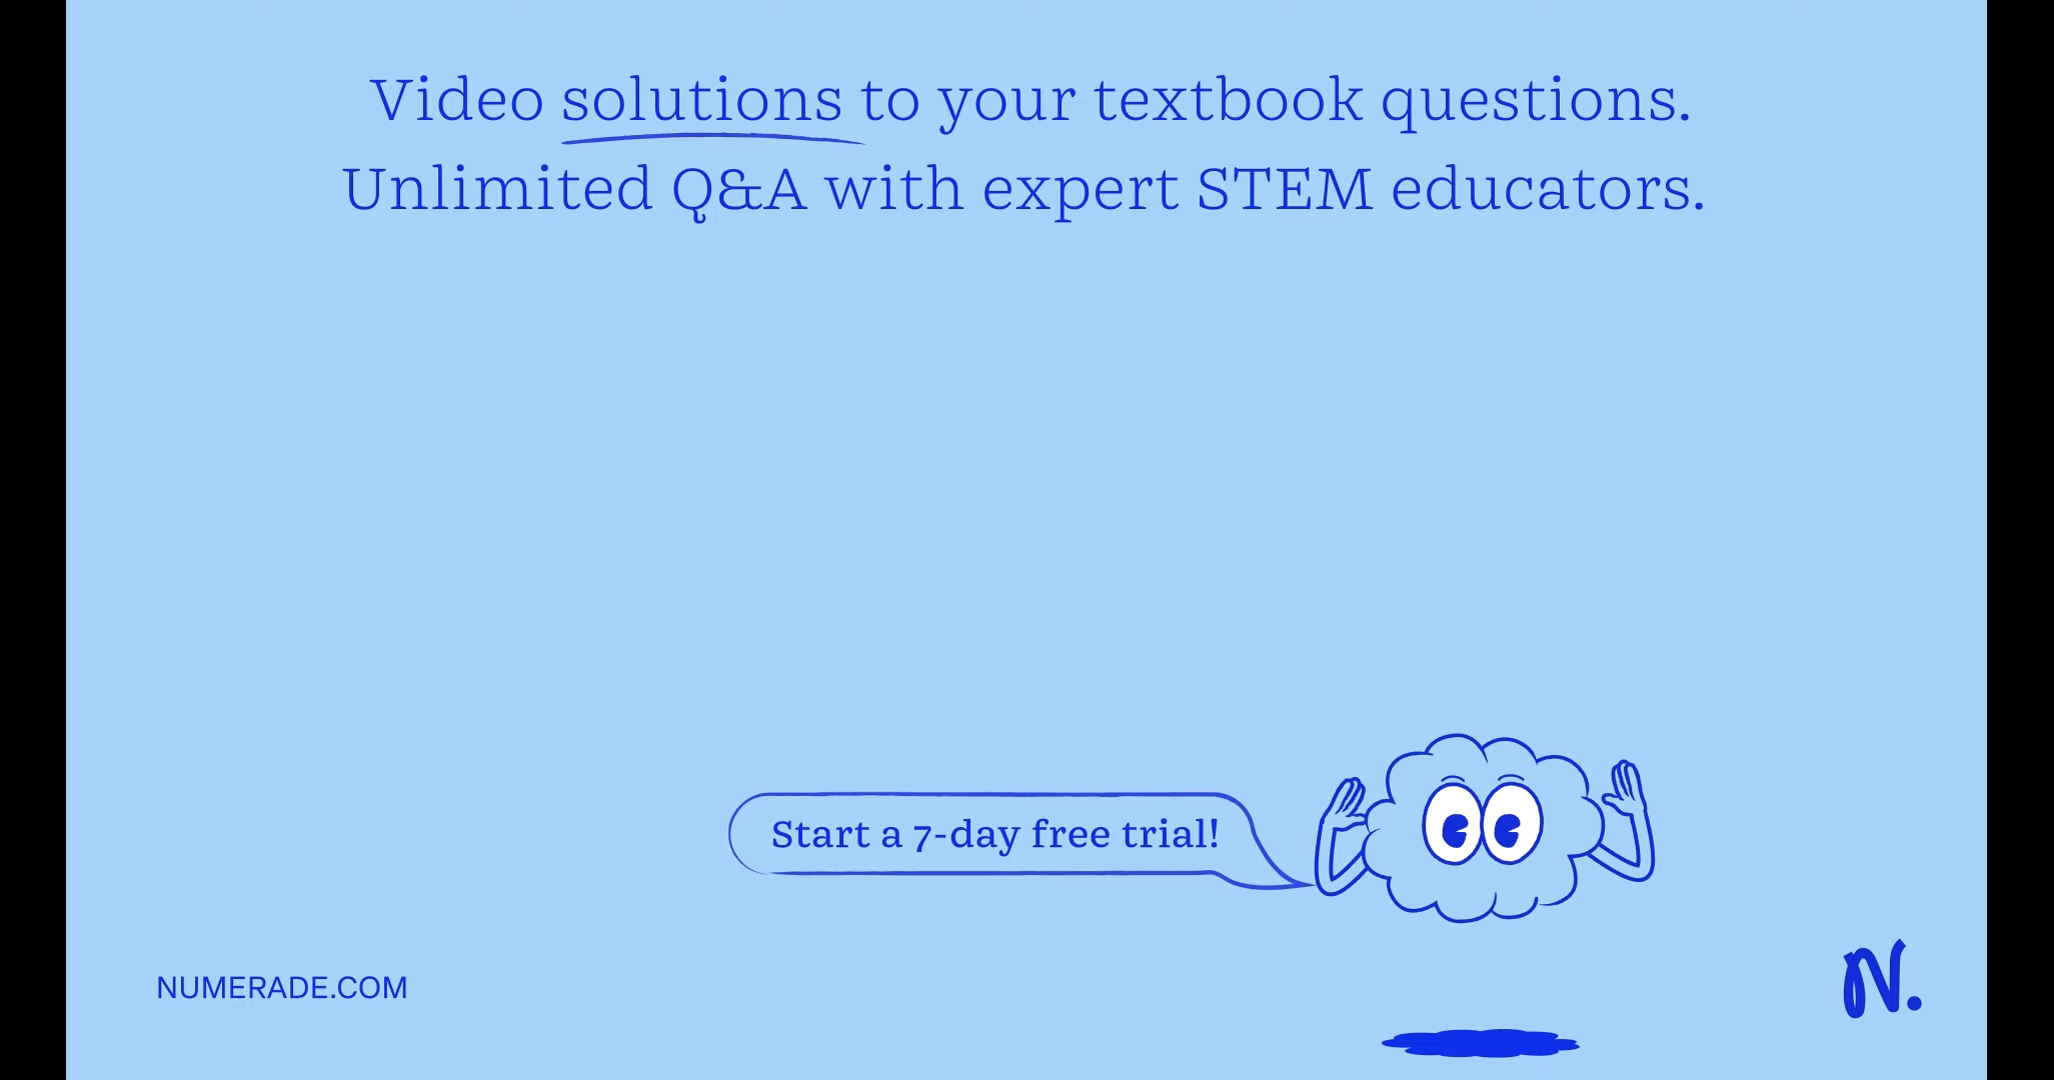 Video solutions to your textbook questions.
Unlimited Q&A with expert STEM educators.
Start a 7-day free trial!
NUMERADE.COM
N.